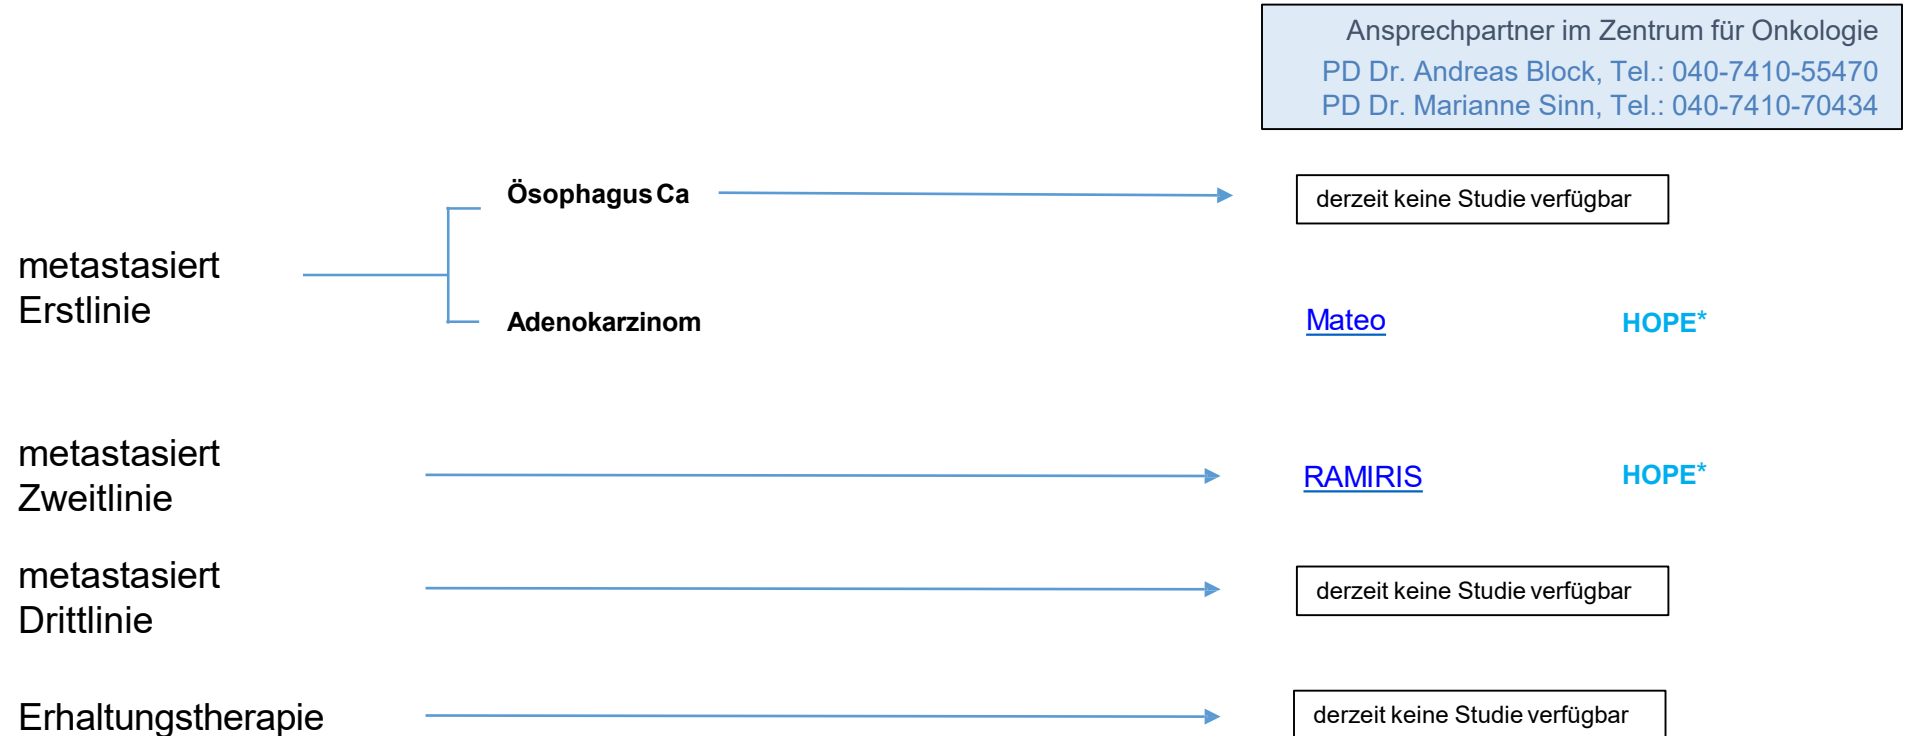 Ansprechpartner im Zentrum für Onkologie
PD Dr. Andreas Block, Tel.: 040-7410-55470
PD Dr. Marianne Sinn, Tel.: 040-7410-70434
metastasiert
Erstlinie
Ösophagus Ca
derzeit keine Studie verfügbar
Adenokarzinom
Mateo
HOPE*
metastasiert
Zweitlinie
RAMIRIS
HOPE*
metastasiert
Drittlinie
derzeit keine Studie verfügbar
Erhaltungstherapie
derzeit keine Studie verfügbar